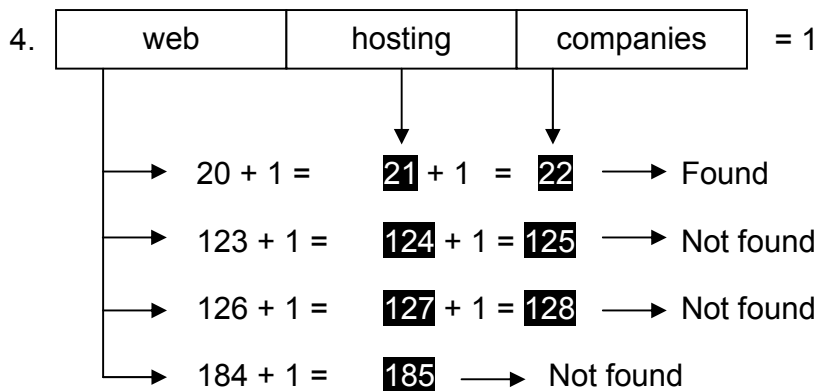 4. web hosting companies = 1
20 + 1 = 21 + 1 = 22 Found
123 + 1 = 124 + 1 = 125 Not found
126 + 1 = 127 + 1 = 128 Not found
184 + 1 = 185 Not found